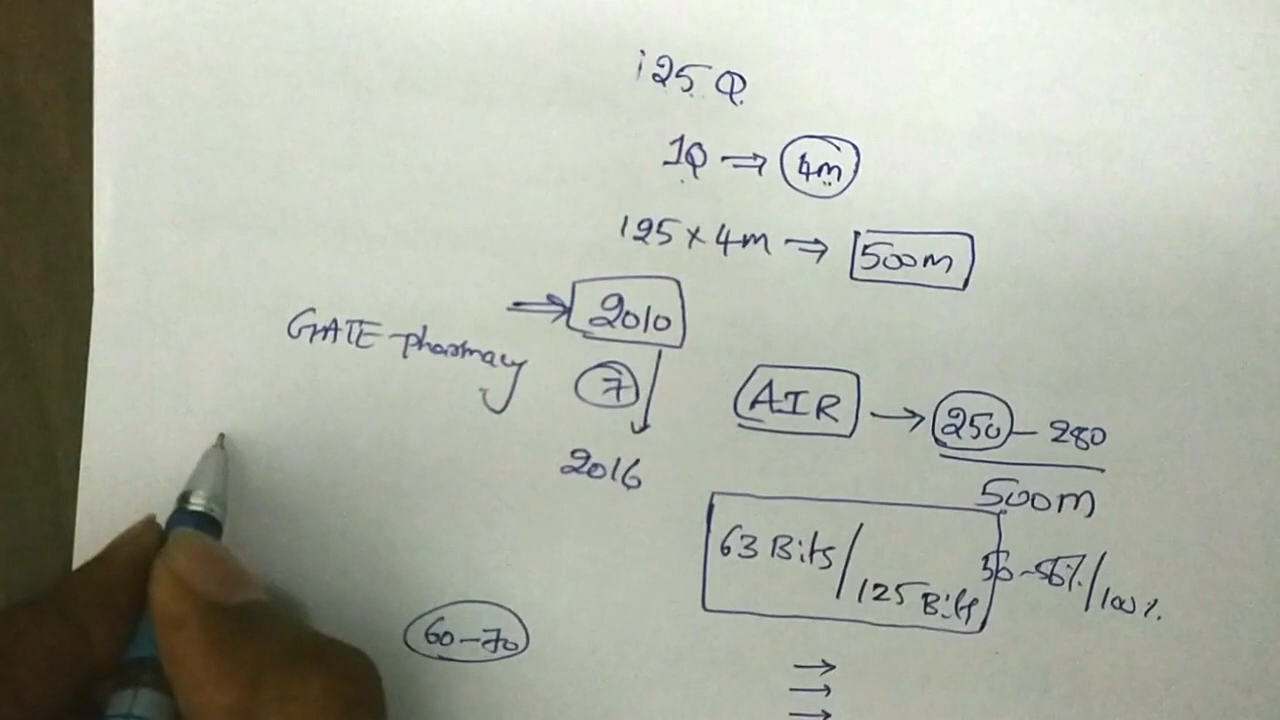 125 Q
1Q ⇒ 4m
125 × 4m ⇒ 500m
GATE-pharmacy ⇒ 2010
7
2016
AIR → 250 - 280
500m
63 Bits / 125 Bits
50-56% / 100%
60-70
→
→
→